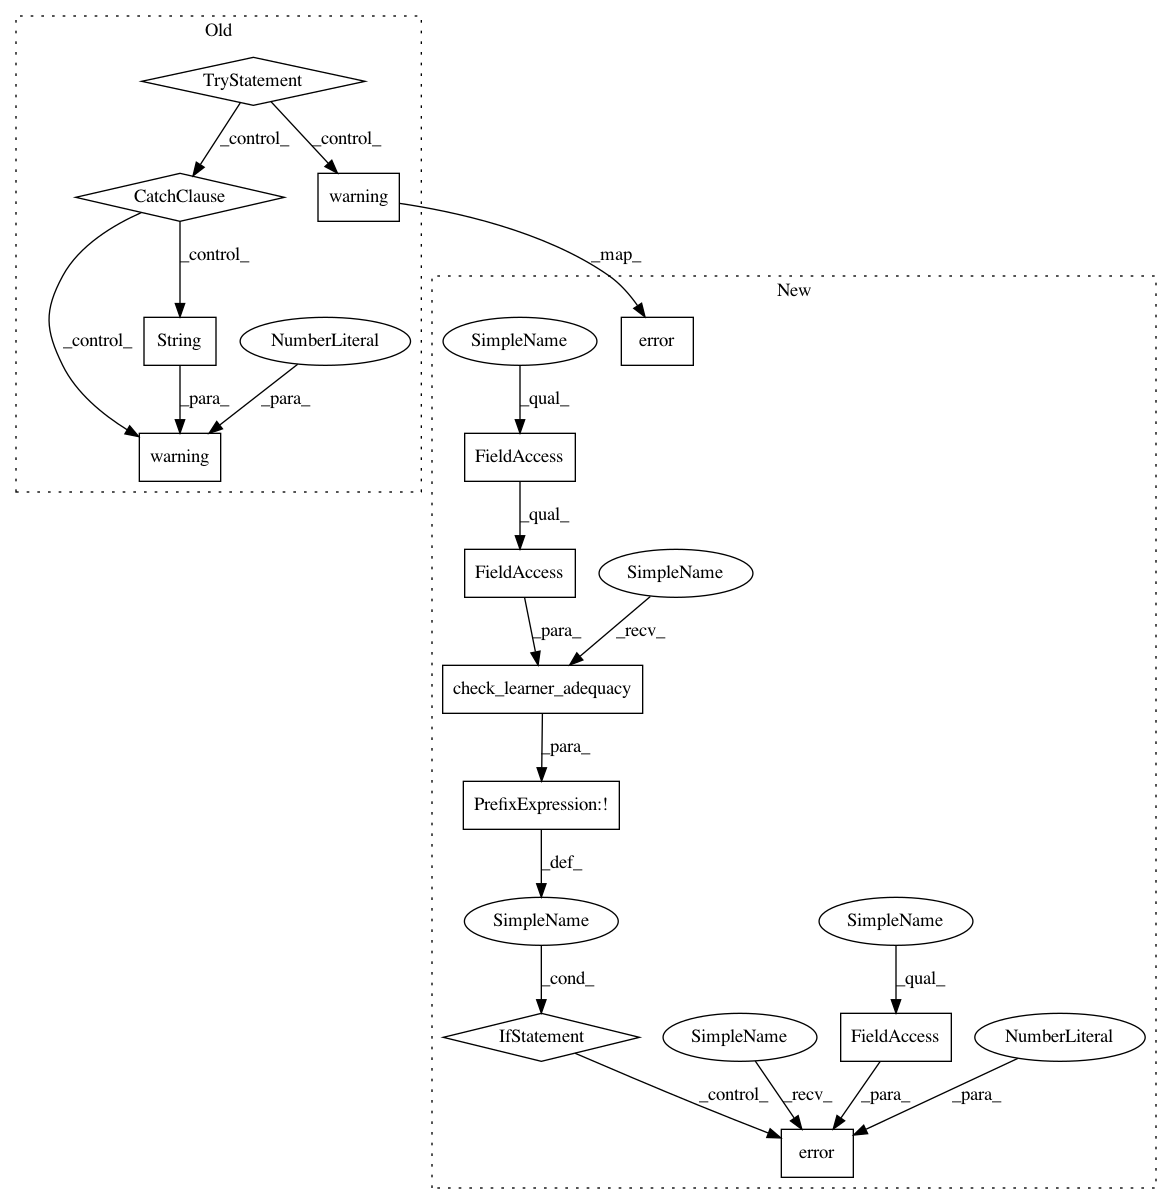 Old
TryStatement
_control_
_control_
CatchClause
warning
_control_
_map_
New
_control_
String
NumberLiteral
SimpleName
error
_para_
_para_
_qual_
warning
FieldAccess
_qual_
FieldAccess
SimpleName
_para_
_recv_
check_learner_adequacy
_para_
PrefixExpression:!
_def_
SimpleName
SimpleName
_cond_
_qual_
IfStatement
SimpleName
FieldAccess
NumberLiteral
_control_
_recv_
_para_
_para_
error